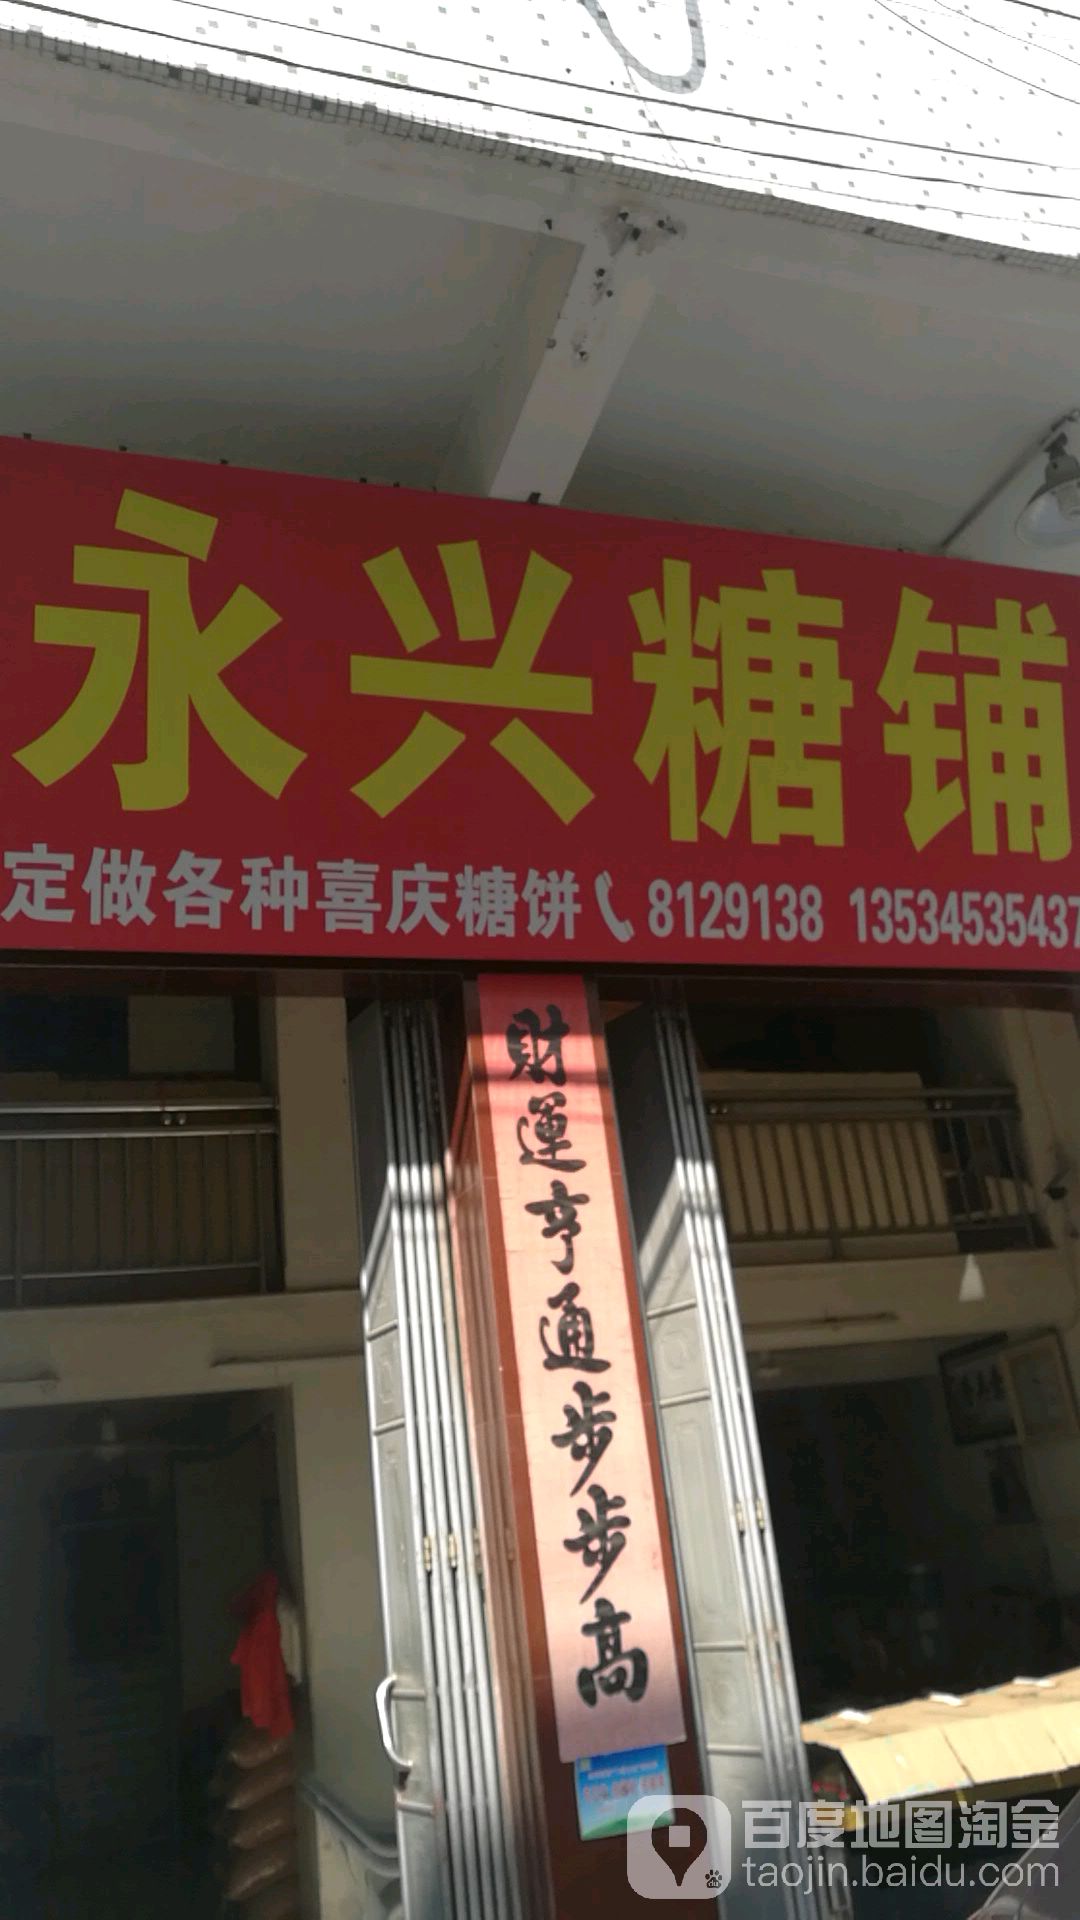 永兴糖铺
定做各种喜庆糖饼 8129138 13534535437
財運亨通步步高
百度地图淘金
taojin.baidu.com